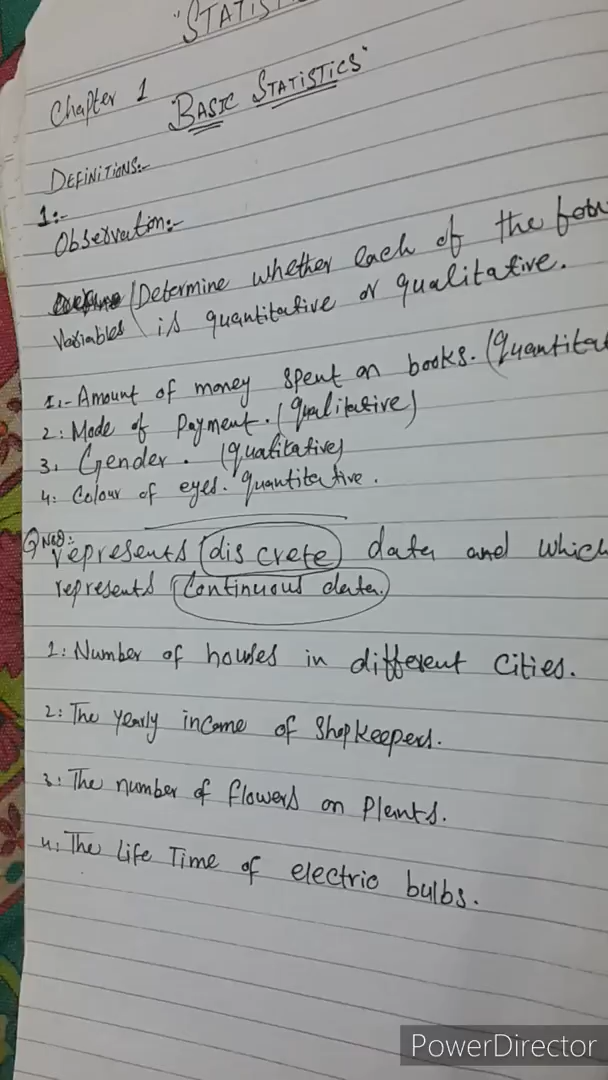 "STATIS
Chapter 1
"BASIC STATISTICS"
DEFINITIONS:-
1:-
Observation:-
(Determine whether each of the
Variables is quantitative or qualitative.
1:- Amount of money spent on books. (Quantita
2: Mode of Payment. (qualitative)
3. Gender. (qualitative)
4: Colour of eyes. quantitative.
Q No2:
represents discrete data and which
represents Continuous data.
1: Number of houses in different Cities.
2: The yearly income of Shopkeepers.
3: The number of flowers on Plants.
4. The Life Time of electric bulbs.
PowerDirector